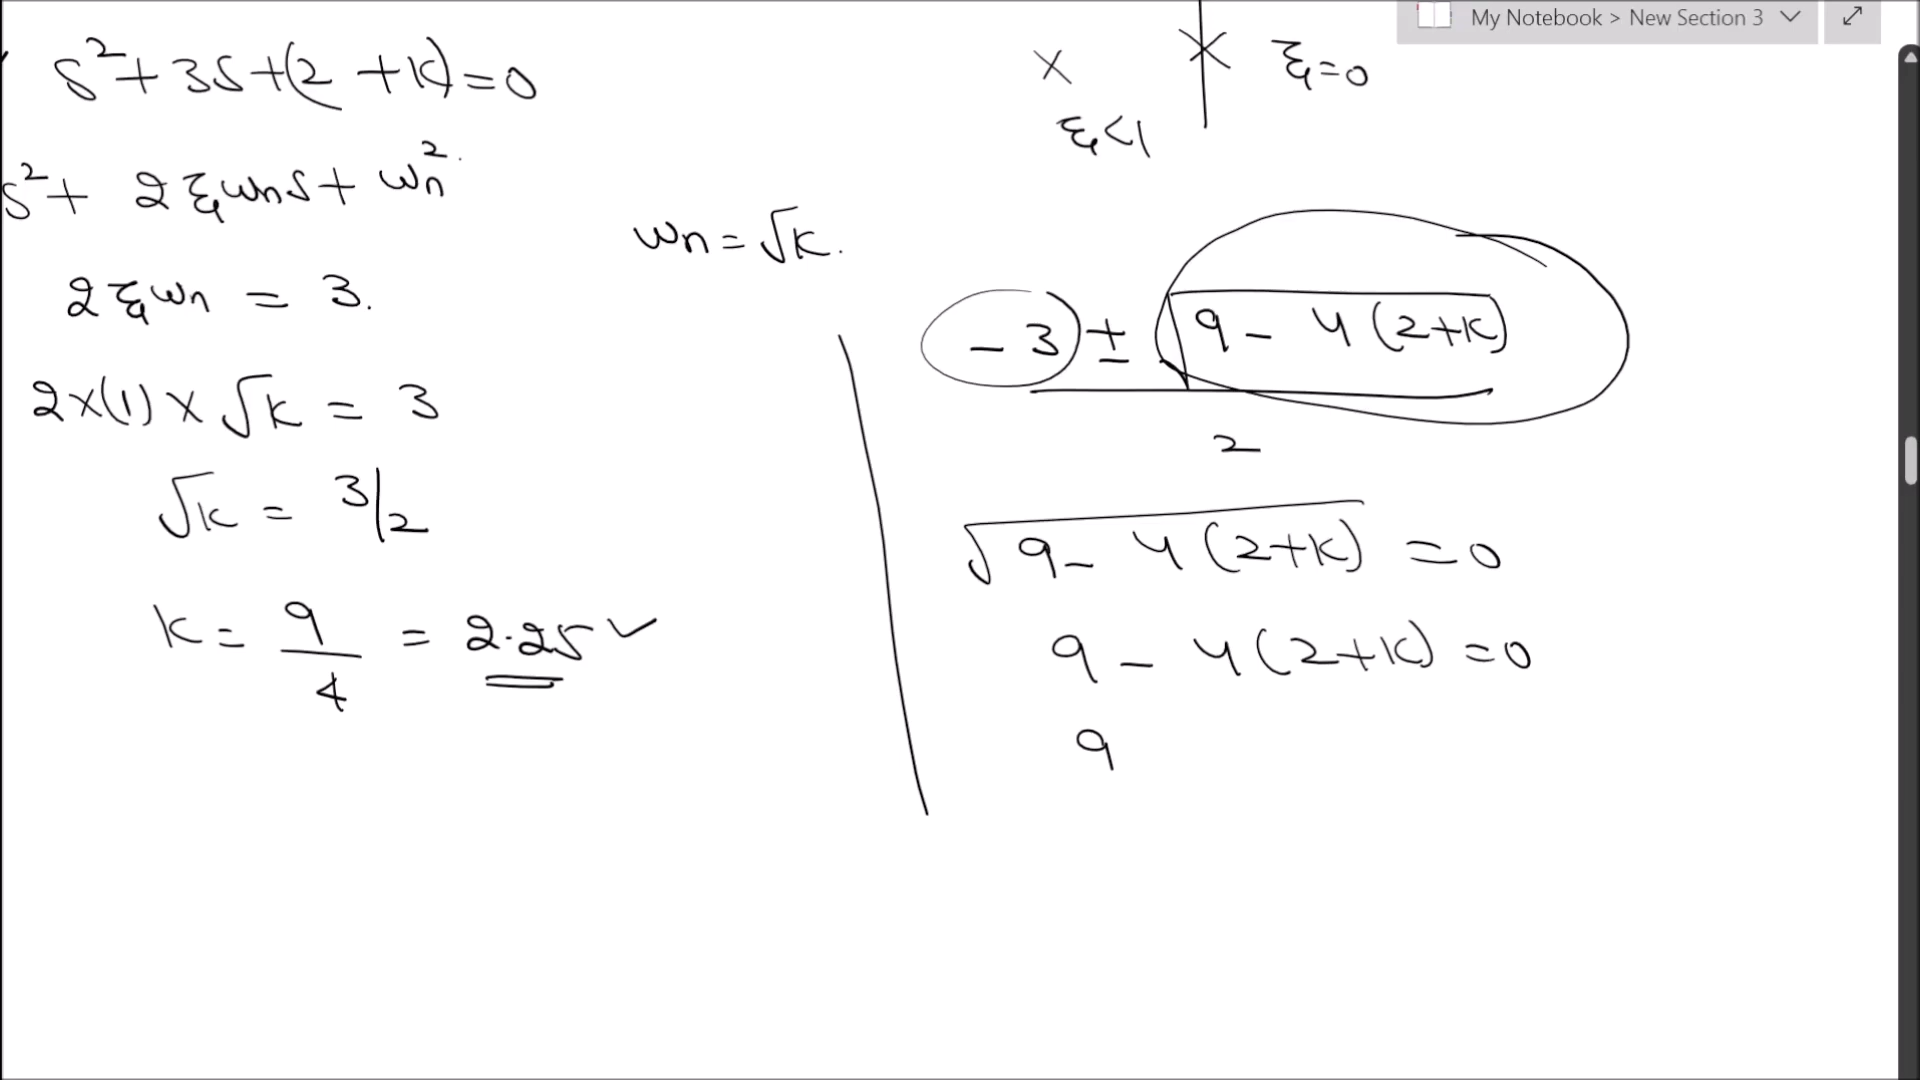 My Notebook > New Section 3
s²+3s+(2+k)=0
s²+ 2ξωns+ωn²
ωn=√k.
2ξωn = 3.
2×(1)×√k = 3
√k = 3/2
k= 9/4 = 2.25 ✓
× × ξ=0
ξ<1
-3 ± √9- 4(2+k)
2
√9- 4(2+k) =0
9 - 4(2+k) =0
9